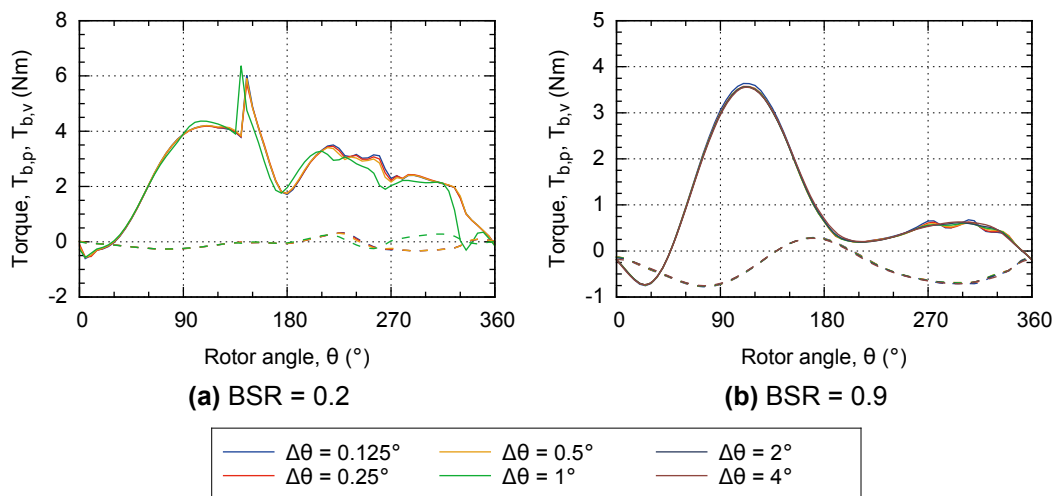 Torque, T_b,p, T_b,v (Nm)
8
6
4
2
0
-2
0 90 180 270 360
Rotor angle, θ (°)
(a) BSR = 0.2
Torque, T_b,p, T_b,v (Nm)
5
4
3
2
1
0
-1
0 90 180 270 360
Rotor angle, θ (°)
(b) BSR = 0.9
Δθ = 0.125° Δθ = 0.5° Δθ = 2°
Δθ = 0.25° Δθ = 1° Δθ = 4°